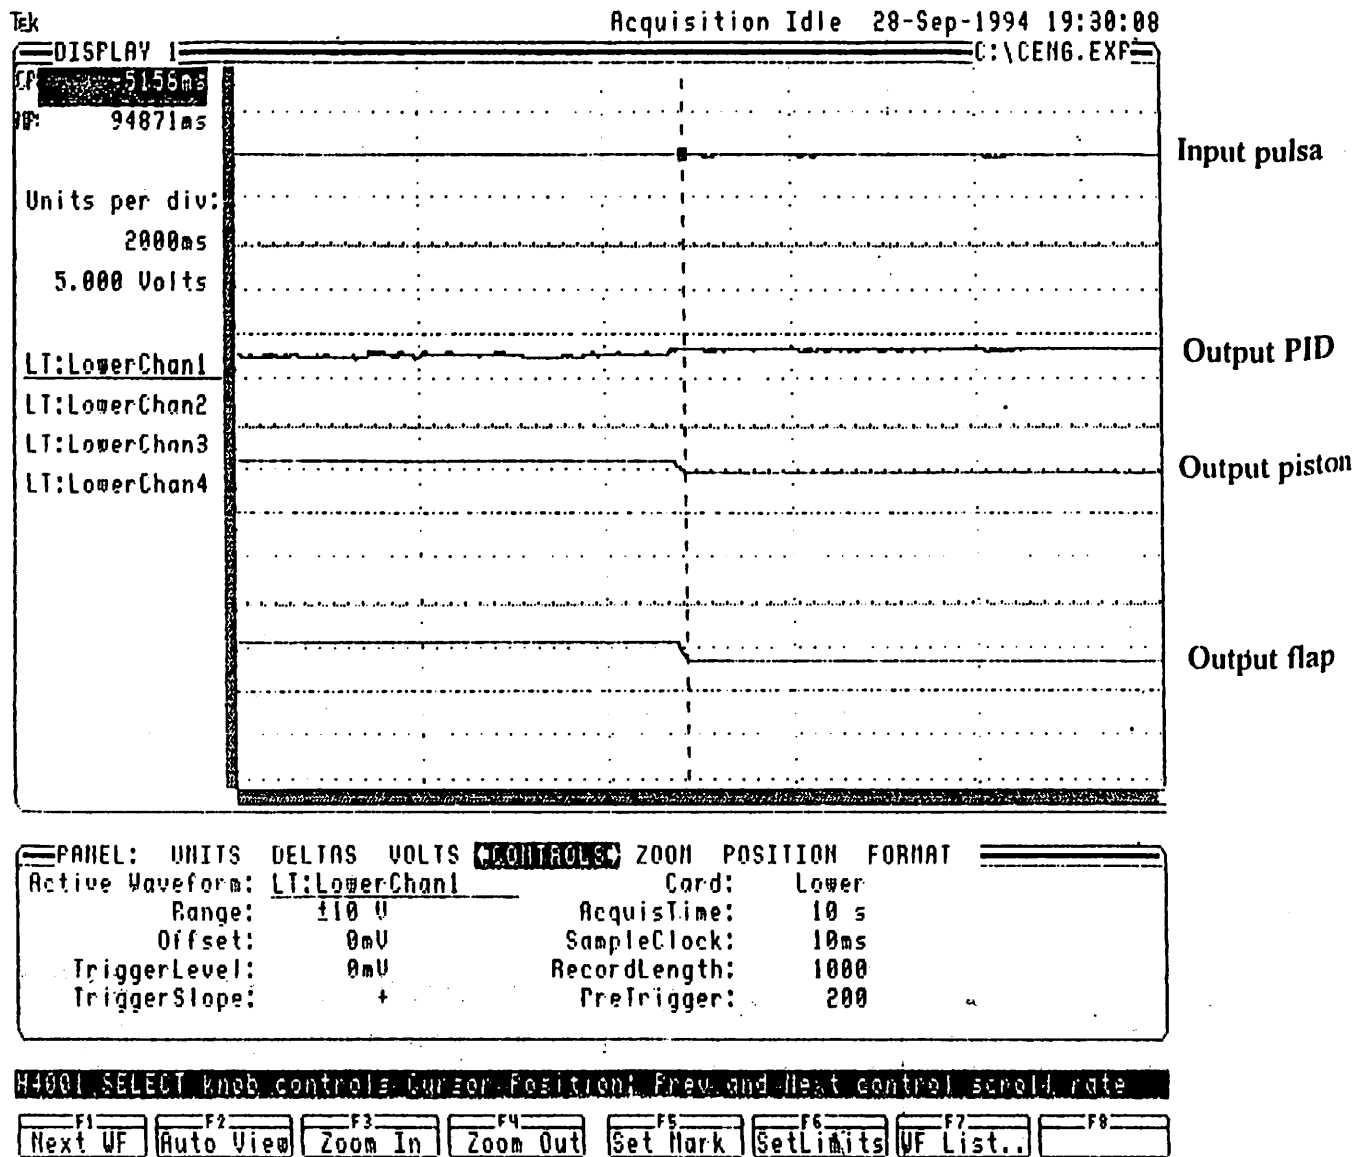 Tek Acquisition Idle 28-Sep-1994 19:30:08
DISPLAY 1 C:\CENG.EXP
-5156ms
94871ms
Units per div:
2000ms
5.000 Volts
LT:LowerChan1
LT:LowerChan2
LT:LowerChan3
LT:LowerChan4
Input pulsa
Output PID
Output piston
Output flap
PANEL: UNITS DELTAS VOLTS CONTROLS ZOOM POSITION FORMAT
Active Waveform: LT:LowerChan1 Card: Lower
Range: ±10 V AcquisTime: 10 s
Offset: 0mV SampleClock: 10ms
TriggerLevel: 0mV RecordLength: 1000
TriggerSlope: + PreTrigger: 200
SELECT knob controls Cursor Position; Prev and Next control scroll rate
F1 F2 F3 F4 F5 F6 F7 F8
Next WF Auto View Zoom In Zoom Out Set Mark SetLimits WF List..